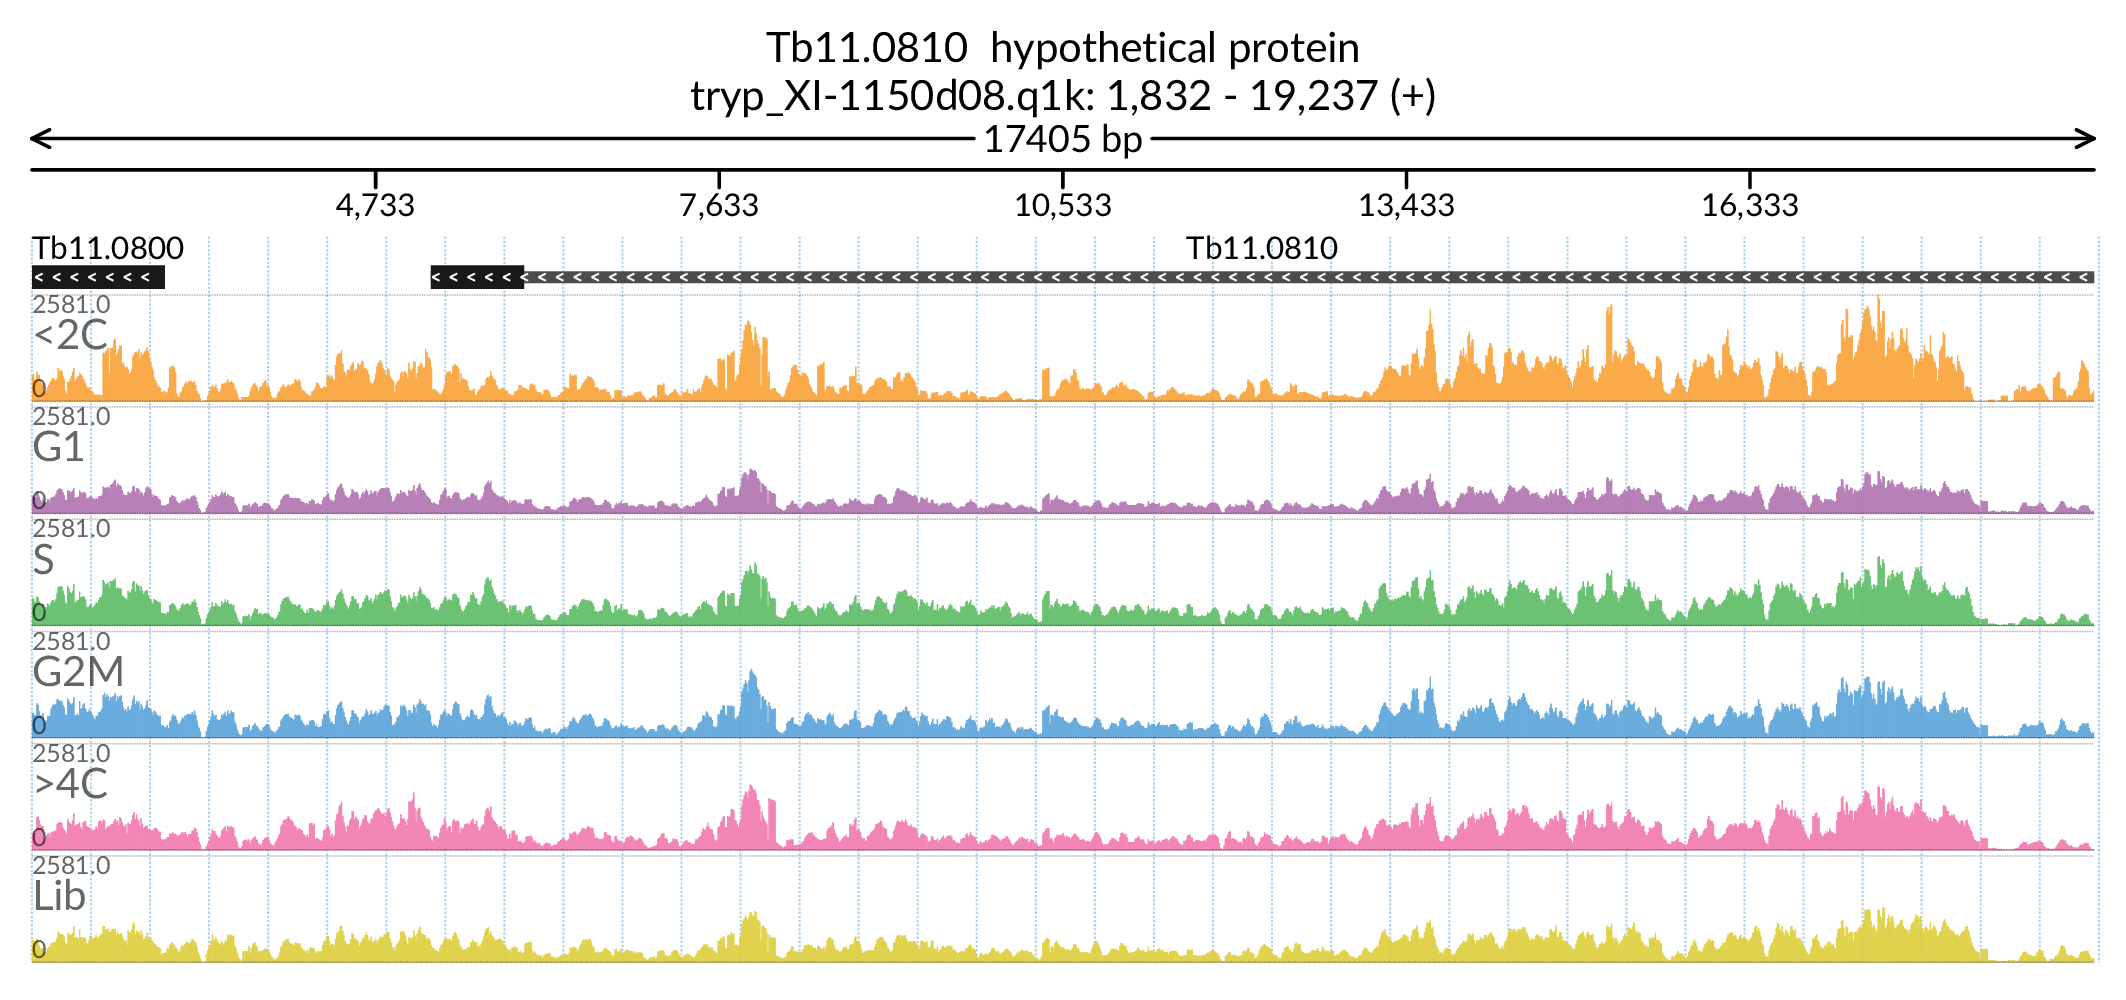 Tb11.0810 hypothetical protein
tryp_XI-1150d08.q1k: 1,832 - 19,237 (+)
17405 bp
4,733 7,633 10,533 13,433 16,333
Tb11.0800 Tb11.0810
2581.0
<2C
0
2581.0
G1
0
2581.0
S
0
2581.0
G2M
0
2581.0
>4C
0
2581.0
Lib
0